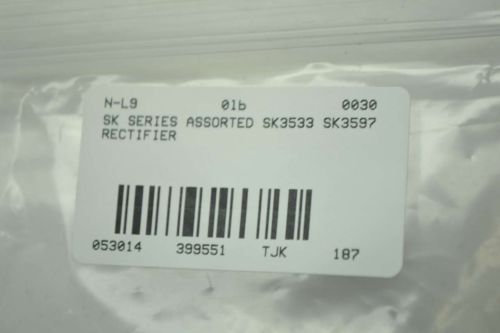 N-L9 01b 0030
SK SERIES ASSORTED SK3533 SK3597
RECTIFIER
053014 399551 TJK 187